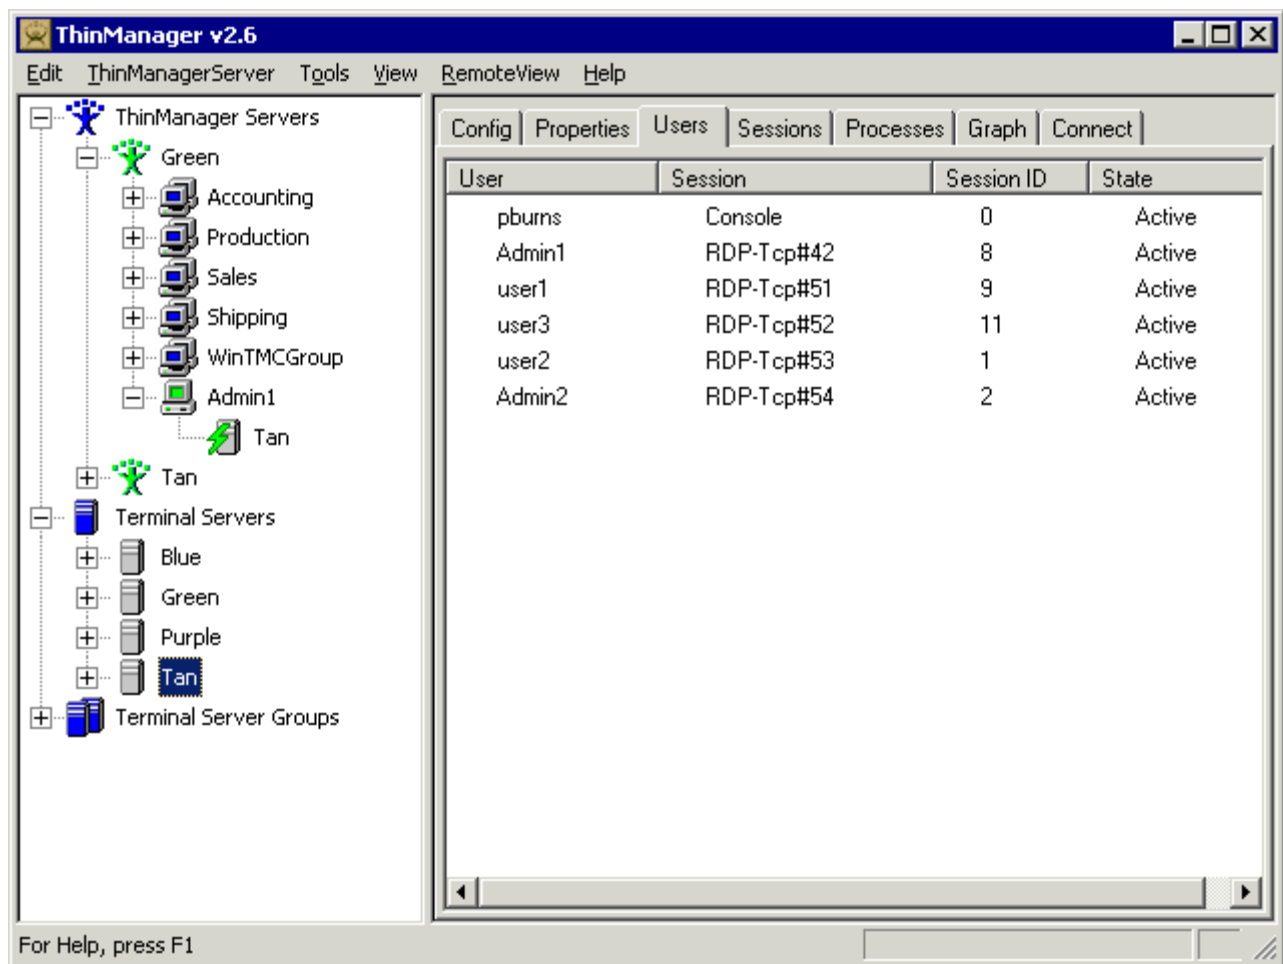 ThinManager v2.6
Edit ThinManagerServer Tools View RemoteView Help
ThinManager Servers
Green
Accounting
Production
Sales
Shipping
WinTMCGroup
Admin1
Tan
Tan
Terminal Servers
Blue
Green
Purple
Tan
Terminal Server Groups
Config Properties Users Sessions Processes Graph Connect
User Session Session ID State
pburns Console 0 Active
Admin1 RDP-Tcp#42 8 Active
user1 RDP-Tcp#51 9 Active
user3 RDP-Tcp#52 11 Active
user2 RDP-Tcp#53 1 Active
Admin2 RDP-Tcp#54 2 Active
For Help, press F1